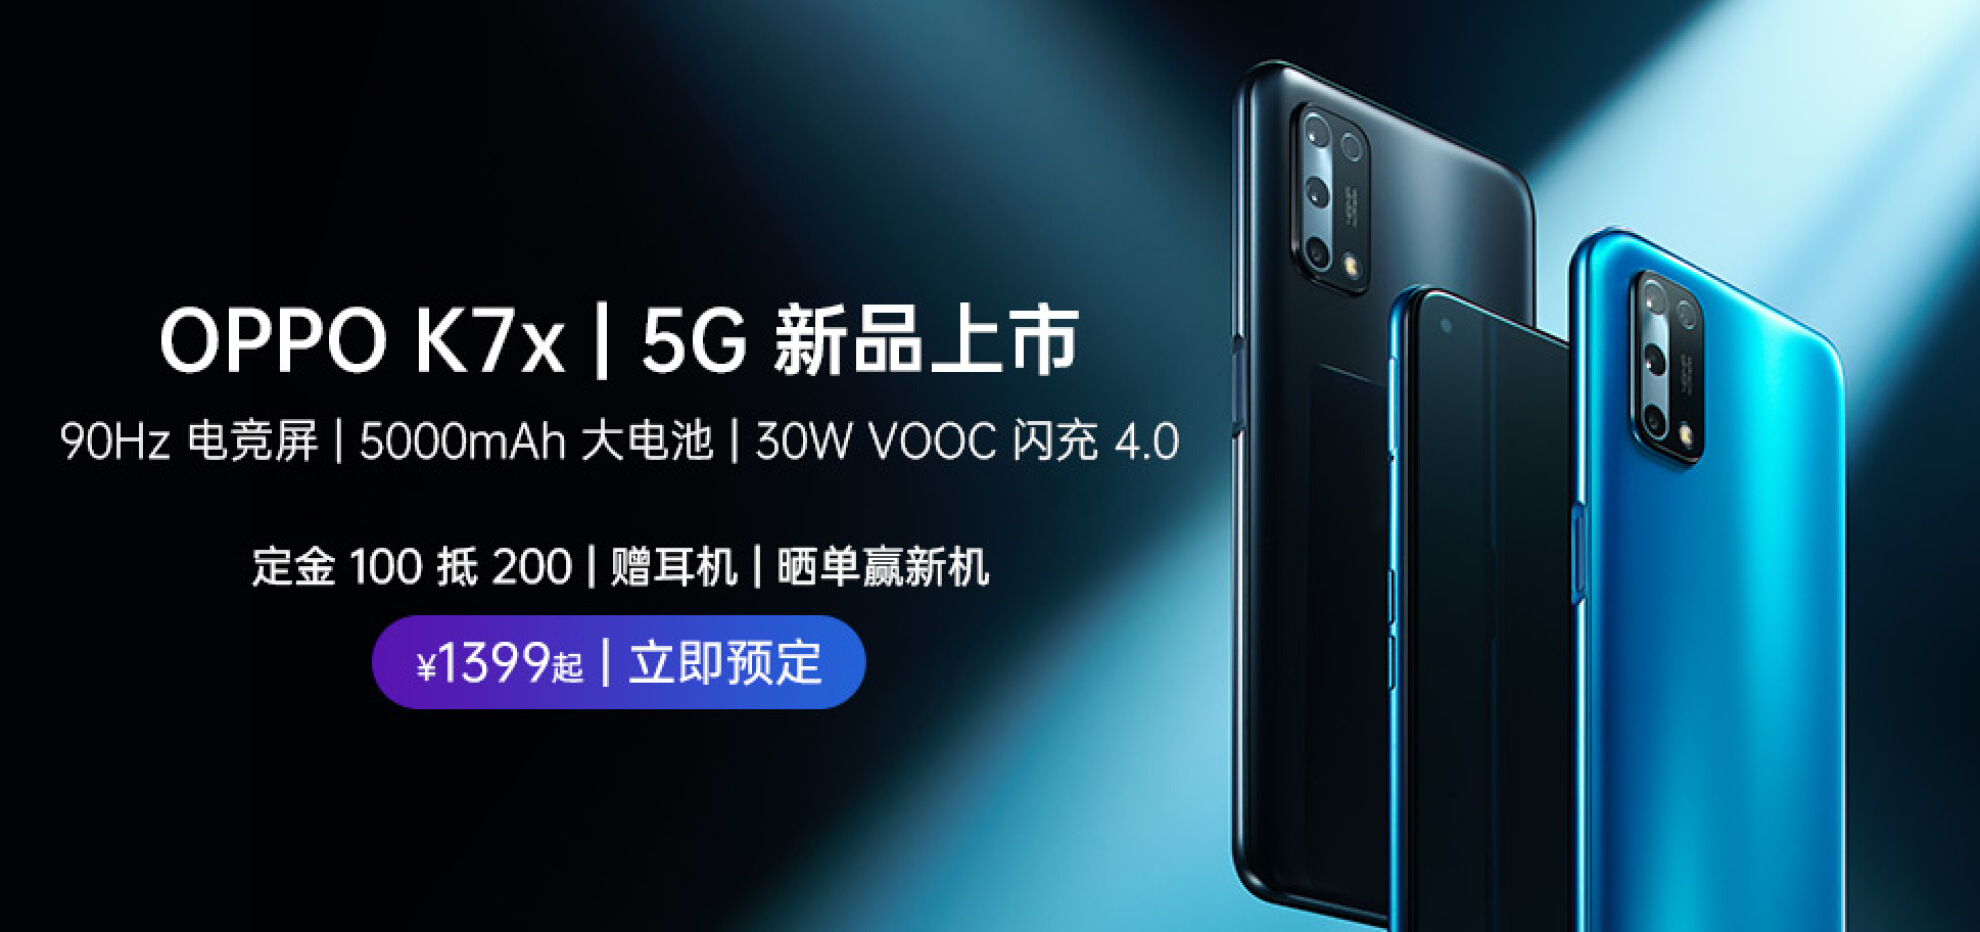 OPPO K7x | 5G 新品上市
90Hz 电竞屏 | 5000mAh 大电池 | 30W VOOC 闪充 4.0
定金 100 抵 200 | 赠耳机 | 晒单赢新机
¥1399起 | 立即预定